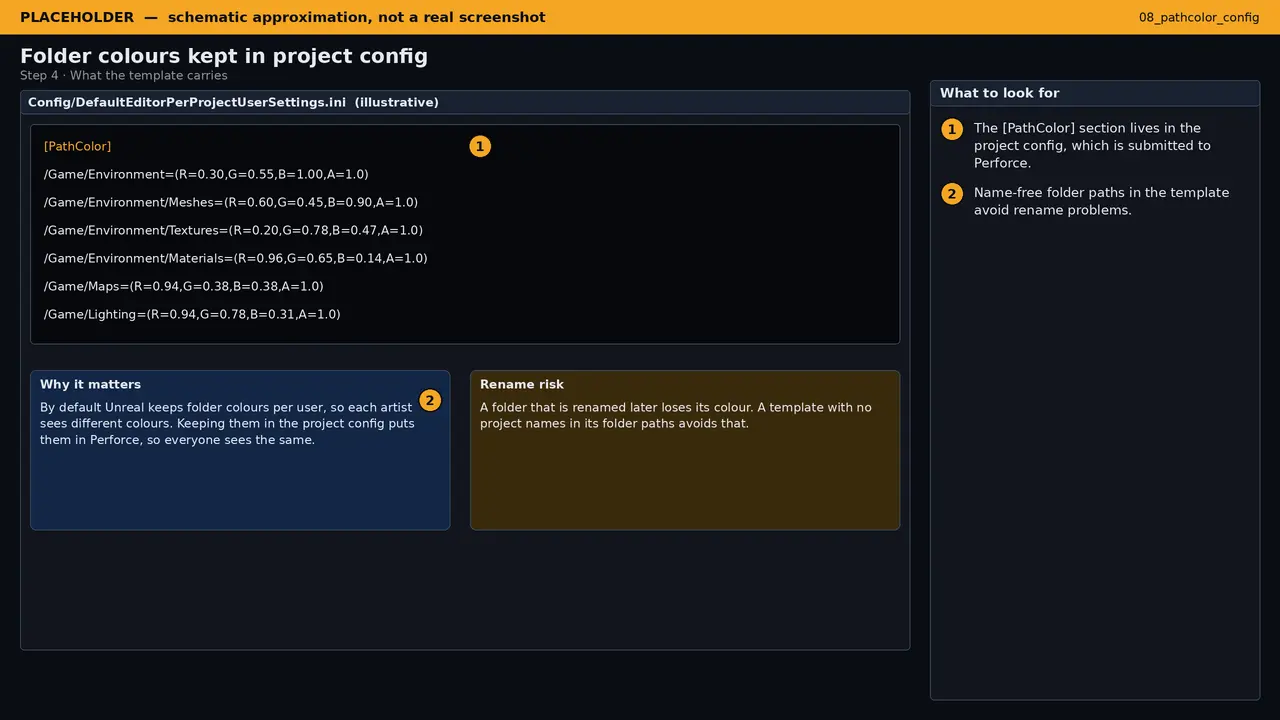 PLACEHOLDER — schematic approximation, not a real screenshot
08_pathcolor_config
Folder colours kept in project config
Step 4 · What the template carries
Config/DefaultEditorPerProjectUserSettings.ini (illustrative)
[PathColor]
1
/Game/Environment=(R=0.30,G=0.55,B=1.00,A=1.0)
/Game/Environment/Meshes=(R=0.60,G=0.45,B=0.90,A=1.0)
/Game/Environment/Textures=(R=0.20,G=0.78,B=0.47,A=1.0)
/Game/Environment/Materials=(R=0.96,G=0.65,B=0.14,A=1.0)
/Game/Maps=(R=0.94,G=0.38,B=0.38,A=1.0)
/Game/Lighting=(R=0.94,G=0.78,B=0.31,A=1.0)
Why it matters
2
By default Unreal keeps folder colours per user, so each artist
sees different colours. Keeping them in the project config puts
them in Perforce, so everyone sees the same.
Rename risk
A folder that is renamed later loses its colour. A template with no
project names in its folder paths avoids that.
What to look for
1
The [PathColor] section lives in the
project config, which is submitted to
Perforce.
2
Name-free folder paths in the template
avoid rename problems.